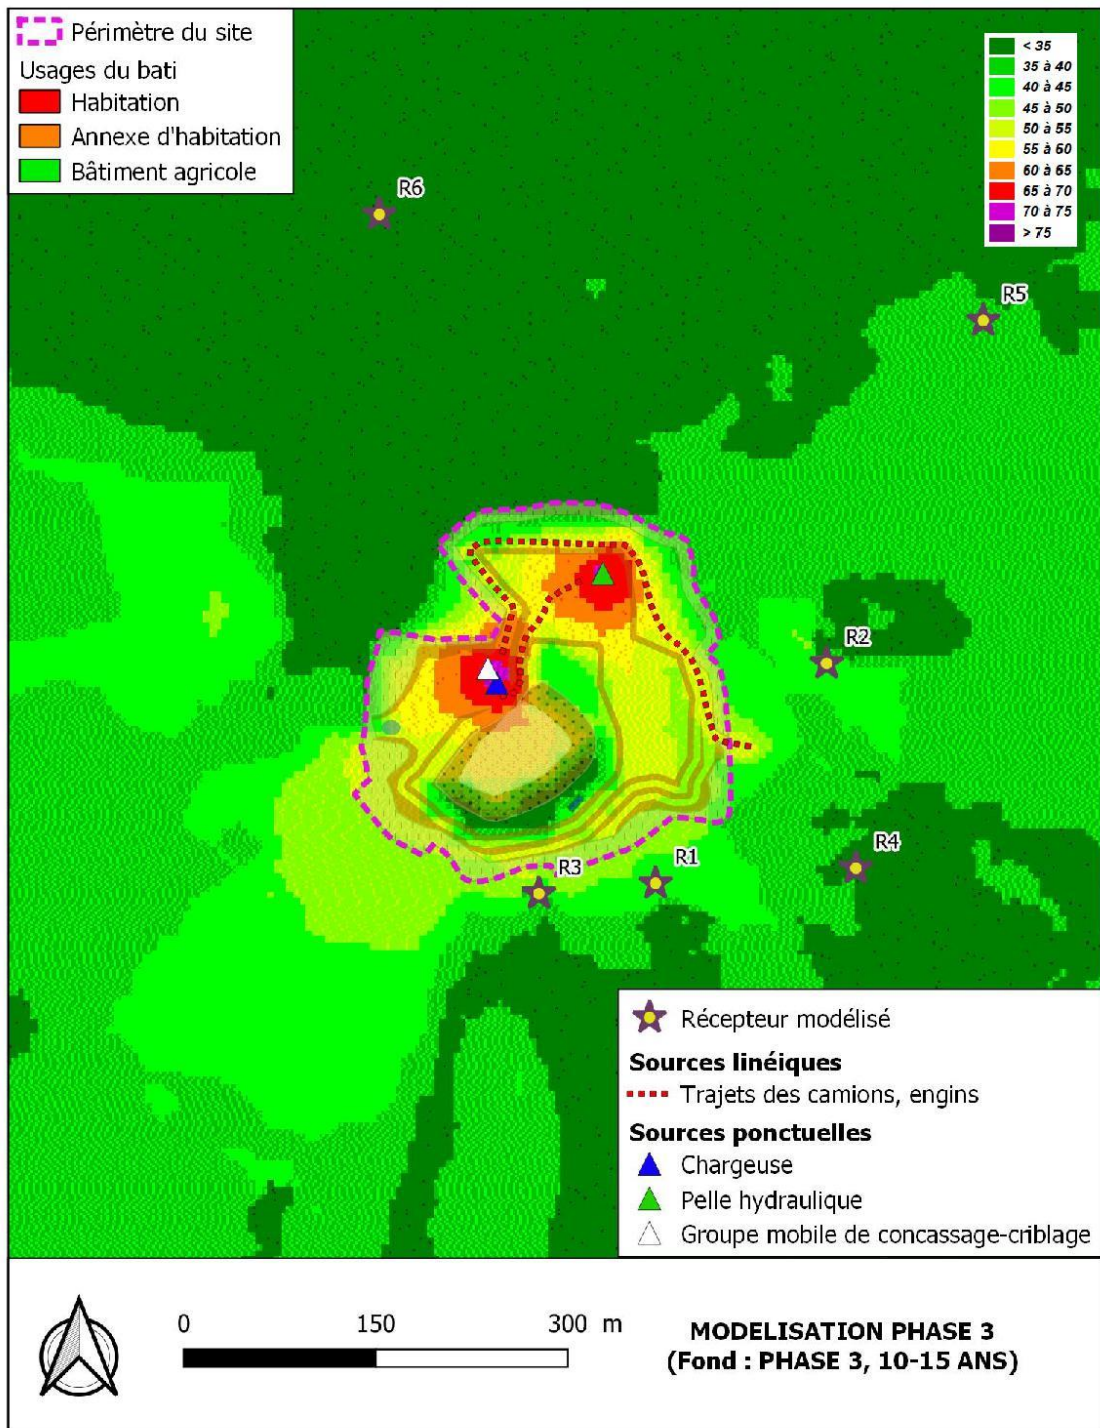 Périmètre du site
Usages du bati
Habitation
Annexe d'habitation
Bâtiment agricole
< 35
35 à 40
40 à 45
45 à 50
50 à 55
55 à 60
60 à 65
65 à 70
70 à 75
> 75
R6
R5
R2
R4
R1
R3
Récepteur modélisé
Sources linéiques
Trajets des camions, engins
Sources ponctuelles
Chargeuse
Pelle hydraulique
Groupe mobile de concassage-criblage
0 150 300 m
MODELISATION PHASE 3
(Fond : PHASE 3, 10-15 ANS)